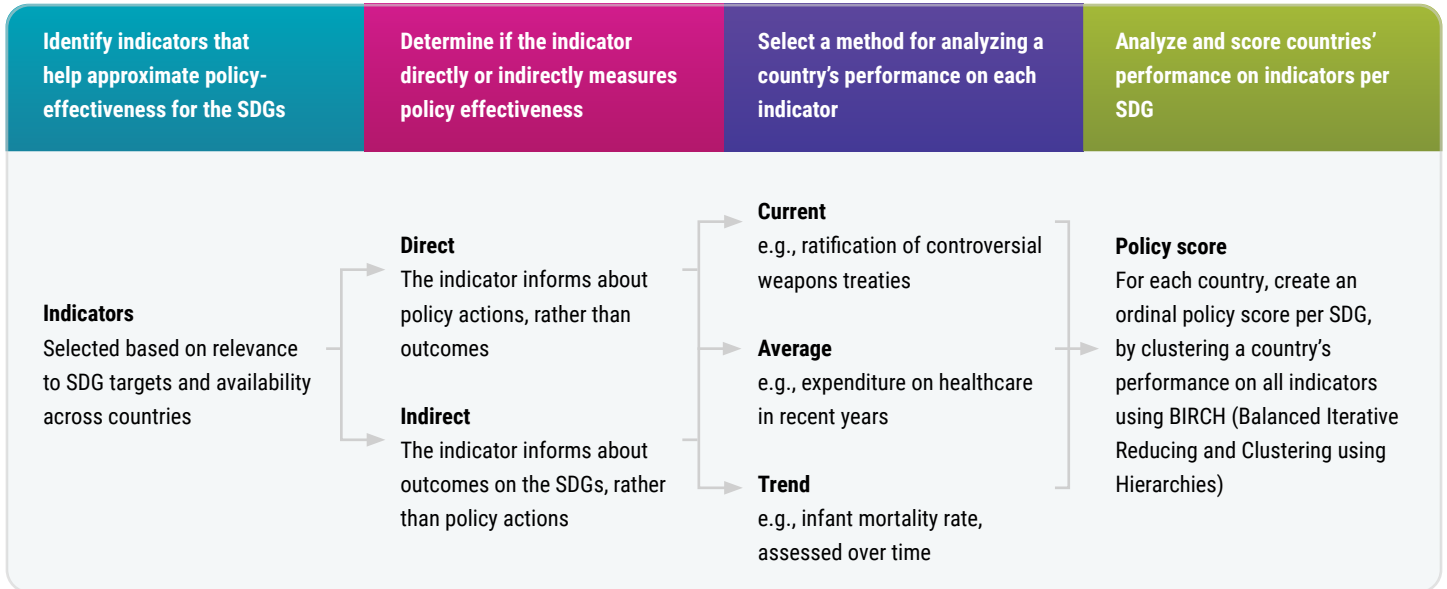 Identify indicators that
help approximate policy-
effectiveness for the SDGs
Determine if the indicator
directly or indirectly measures
policy effectiveness
Select a method for analyzing a
country's performance on each
indicator
Analyze and score countries'
performance on indicators per
SDG
Indicators
Selected based on relevance
to SDG targets and availability
across countries
Direct
The indicator informs about
policy actions, rather than
outcomes
Indirect
The indicator informs about
outcomes on the SDGs, rather
than policy actions
Current
e.g., ratification of controversial
weapons treaties
Average
e.g., expenditure on healthcare
in recent years
Trend
e.g., infant mortality rate,
assessed over time
Policy score
For each country, create an
ordinal policy score per SDG,
by clustering a country's
performance on all indicators
using BIRCH (Balanced Iterative
Reducing and Clustering using
Hierarchies)